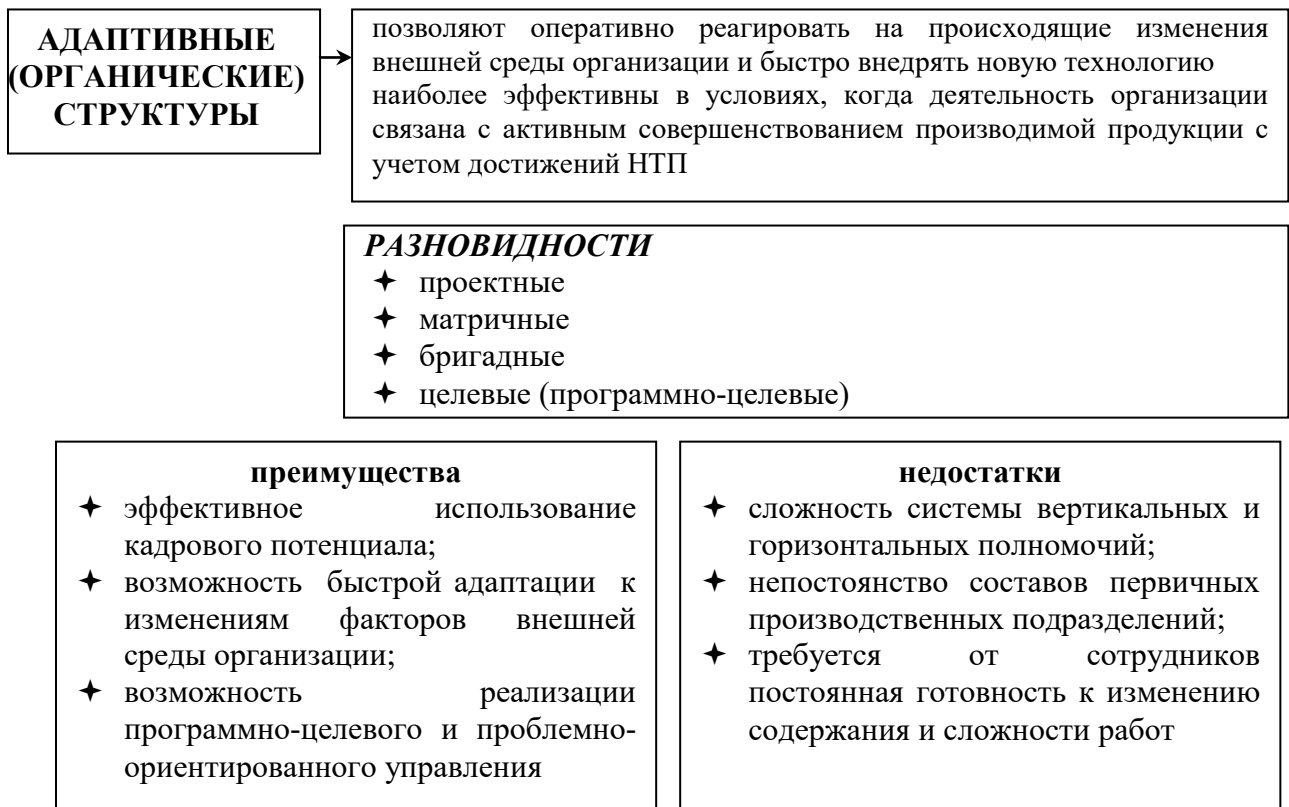 АДАПТИВНЫЕ
(ОРГАНИЧЕСКИЕ)
СТРУКТУРЫ
позволяют оперативно реагировать на происходящие изменения
внешней среды организации и быстро внедрять новую технологию
наиболее эффективны в условиях, когда деятельность организации
связана с активным совершенствованием производимой продукции с
учетом достижений НТП
РАЗНОВИДНОСТИ
проектные
матричные
бригадные
целевые (программно-целевые)
преимущества
эффективное использование
кадрового потенциала;
возможность быстрой адаптации к
изменениям факторов внешней
среды организации;
возможность реализации
программно-целевого и проблемно-
ориентированного управления
недостатки
сложность системы вертикальных и
горизонтальных полномочий;
непостоянство составов первичных
производственных подразделений;
требуется от сотрудников
постоянная готовность к изменению
содержания и сложности работ